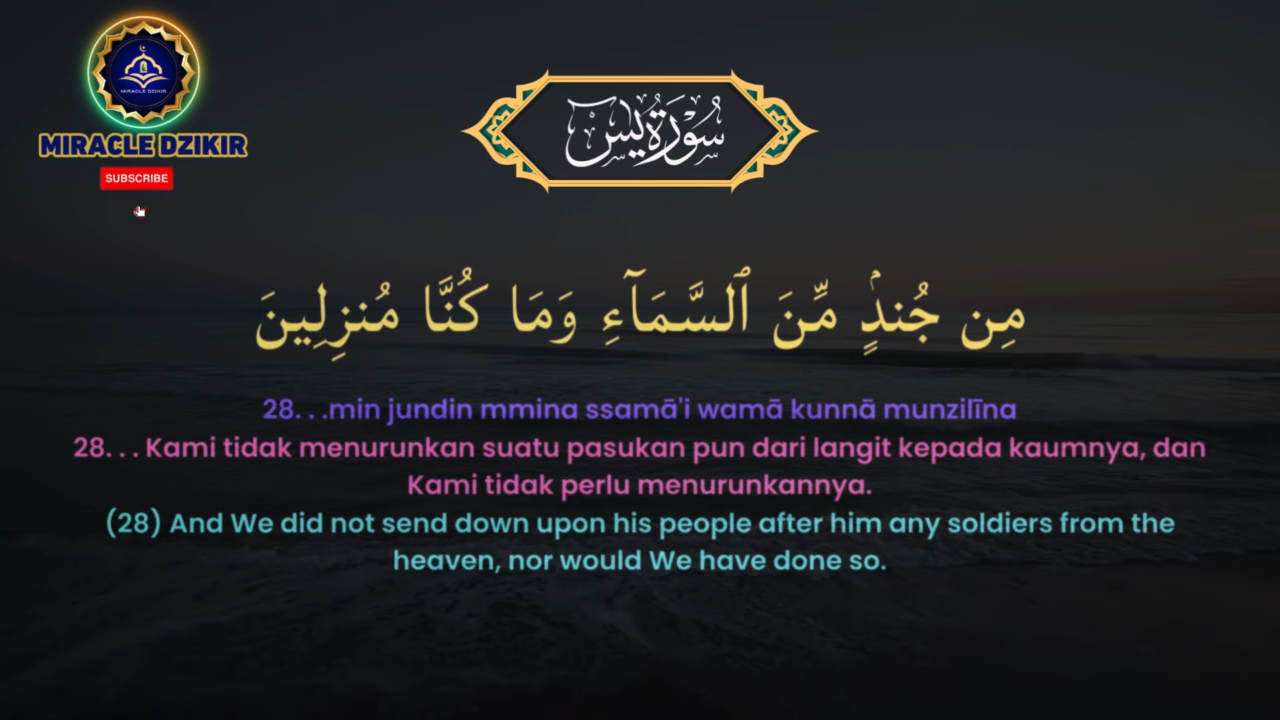 MIRACLE DZIKIR
MIRACLE DZIKIR
SUBSCRIBE
سُوْرَةُ يٰسٓ
مِن جُندٍۢ مِّنَ ٱلسَّمَآءِ وَمَا كُنَّا مُنزِلِينَ
28. . .min jundin mmina ssamā'i wamā kunnā munzilīna
28. . . Kami tidak menurunkan suatu pasukan pun dari langit kepada kaumnya, dan
Kami tidak perlu menurunkannya.
(28) And We did not send down upon his people after him any soldiers from the
heaven, nor would We have done so.